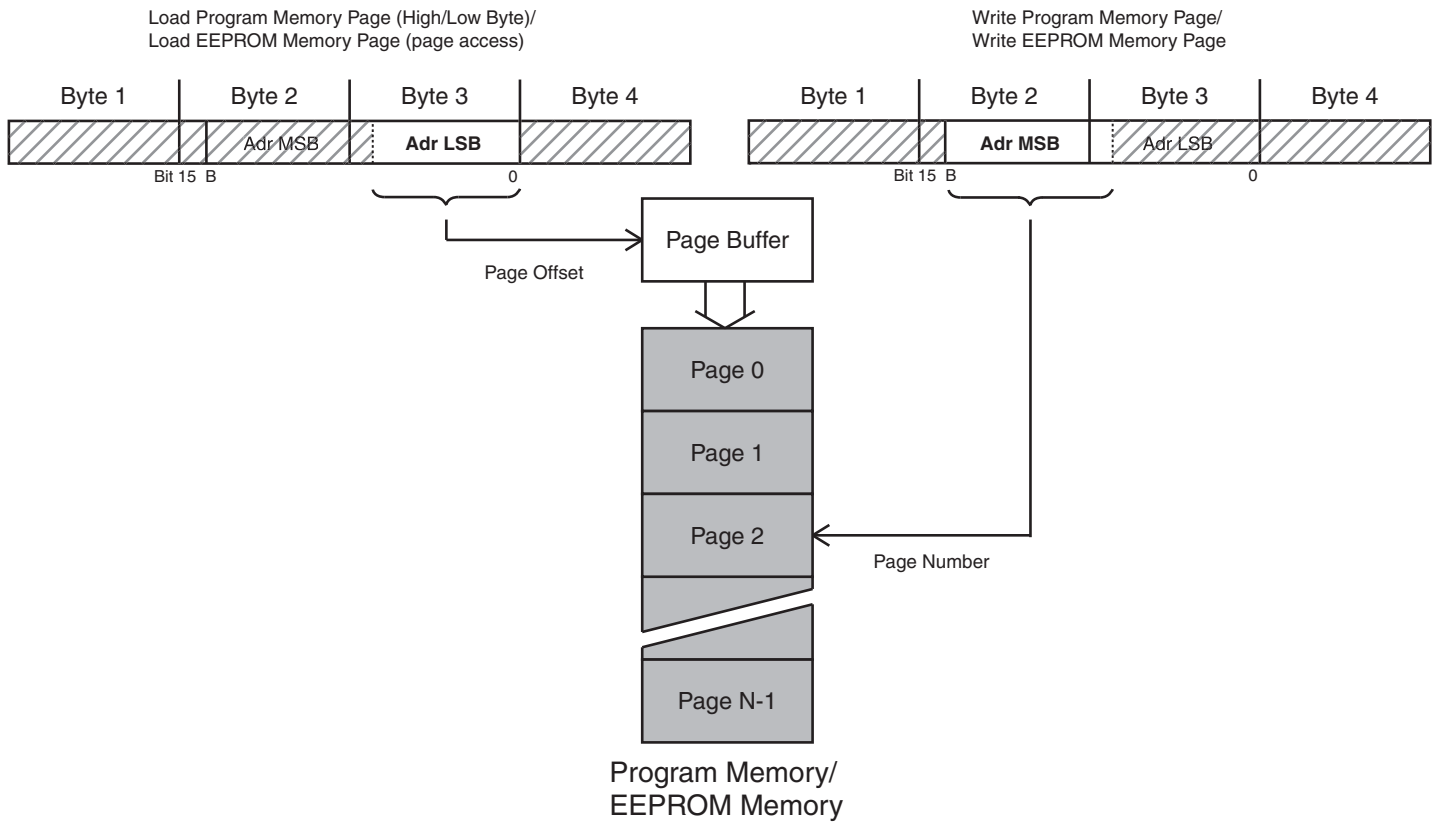 Load Program Memory Page (High/Low Byte)/
Load EEPROM Memory Page (page access)
Byte 1 Byte 2 Byte 3 Byte 4
Adr MSB Adr LSB
Bit 15 B 0
Write Program Memory Page/
Write EEPROM Memory Page
Byte 1 Byte 2 Byte 3 Byte 4
Adr MSB Adr LSB
Bit 15 B 0
Page Buffer
Page Offset
Page 0
Page 1
Page 2
Page Number
Page N-1
Program Memory/
EEPROM Memory